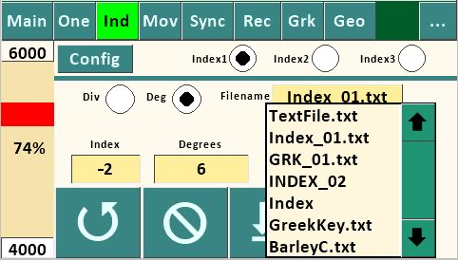 Main One Ind Mov Sync Rec Grk Geo ...
6000
Config
Index1 Index2 Index3
Div Deg Filename Index_01.txt
TextFile.txt
Index_01.txt
GRK_01.txt
INDEX_02
Index
GreekKey.txt
BarleyC.txt
74%
Index Degrees
-2 6
4000